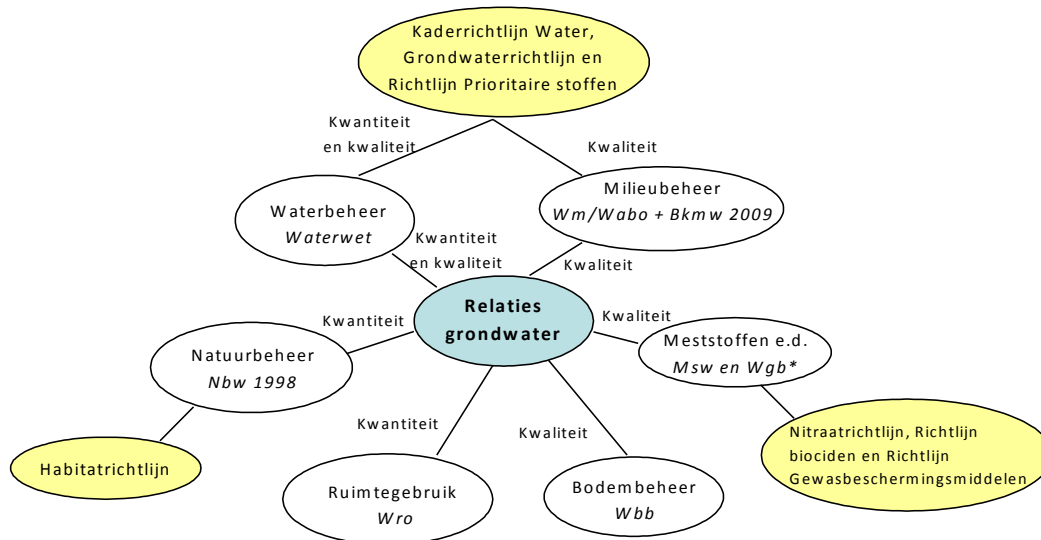 Kaderrichtlijn Water,
Grondwaterrichtlijn en
Richtlijn Prioritaire stoffen
Kwantiteit
en kwaliteit
Kwaliteit
Waterbeheer
Waterwet
Milieubeheer
Wm/Wabo + Bkmw 2009
Kwantiteit
en kwaliteit
Kwaliteit
Relaties
grondwater
Kwantiteit
Kwaliteit
Natuurbeheer
Nbw 1998
Meststoffen e.d.
Msw en Wgb*
Kwantiteit
Kwaliteit
Habitatrichtlijn
Nitraatrichtlijn, Richtlijn
biociden en Richtlijn
Gewasbeschermingsmiddelen
Ruimtegebruik
Wro
Bodembeheer
Wbb